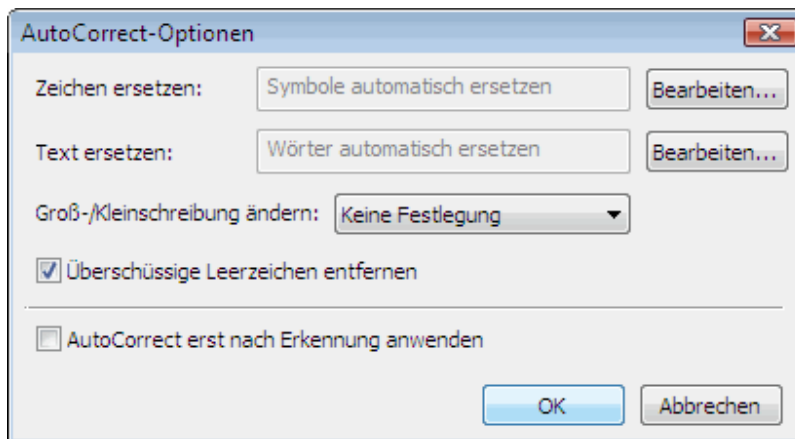 AutoCorrect-Optionen
Zeichen ersetzen: Symbole automatisch ersetzen Bearbeiten...
Text ersetzen: Wörter automatisch ersetzen Bearbeiten...
Groß-/Kleinschreibung ändern: Keine Festlegung
Überschüssige Leerzeichen entfernen
AutoCorrect erst nach Erkennung anwenden
OK Abbrechen